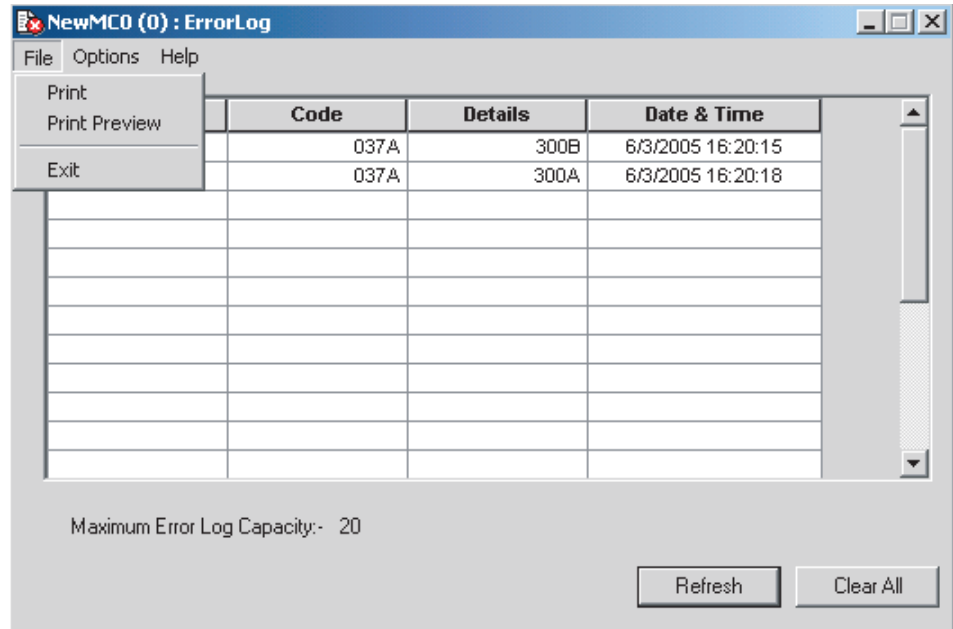 NewMC0 (0) : ErrorLog
File Options Help
Print
Print Preview
Exit
Code Details Date & Time
037A 300B 6/3/2005 16:20:15
037A 300A 6/3/2005 16:20:18
Maximum Error Log Capacity:- 20
Refresh Clear All